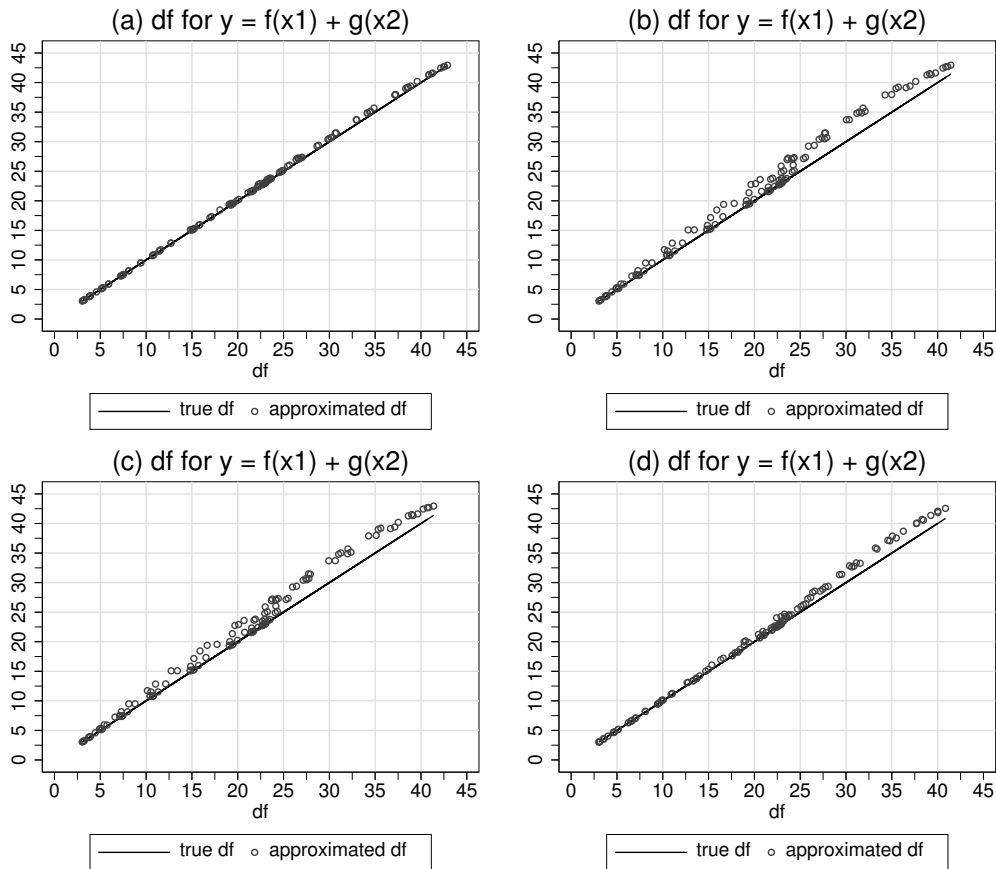 (a) df for y = f(x1) + g(x2)
45
40
35
30
25
20
15
10
5
0
0 5 10 15 20 25 30 35 40 45
df
true df approximated df
(b) df for y = f(x1) + g(x2)
45
40
35
30
25
20
15
10
5
0
0 5 10 15 20 25 30 35 40 45
df
true df approximated df
(c) df for y = f(x1) + g(x2)
45
40
35
30
25
20
15
10
5
0
0 5 10 15 20 25 30 35 40 45
df
true df approximated df
(d) df for y = f(x1) + g(x2)
45
40
35
30
25
20
15
10
5
0
0 5 10 15 20 25 30 35 40 45
df
true df approximated df